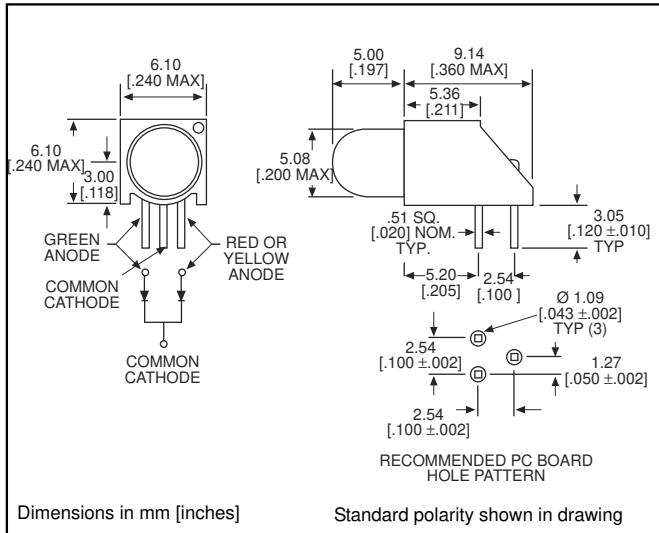 6.10
[.240 MAX]
6.10
[.240 MAX]
3.00
[.118]
GREEN
ANODE
RED OR
YELLOW
ANODE
COMMON
CATHODE
COMMON
CATHODE
5.00
[.197]
9.14
[.360 MAX]
5.36
[.211]
5.08
[.200 MAX]
.51 SQ.
[.020] NOM.
TYP.
3.05
[.120 ±.010]
TYP
5.20
[.205]
2.54
[.100 ]
Ø 1.09
[.043 ±.002]
TYP (3)
2.54
[.100 ±.002]
1.27
[.050 ±.002]
2.54
[.100 ±.002]
RECOMMENDED PC BOARD
HOLE PATTERN
Dimensions in mm [inches]
Standard polarity shown in drawing